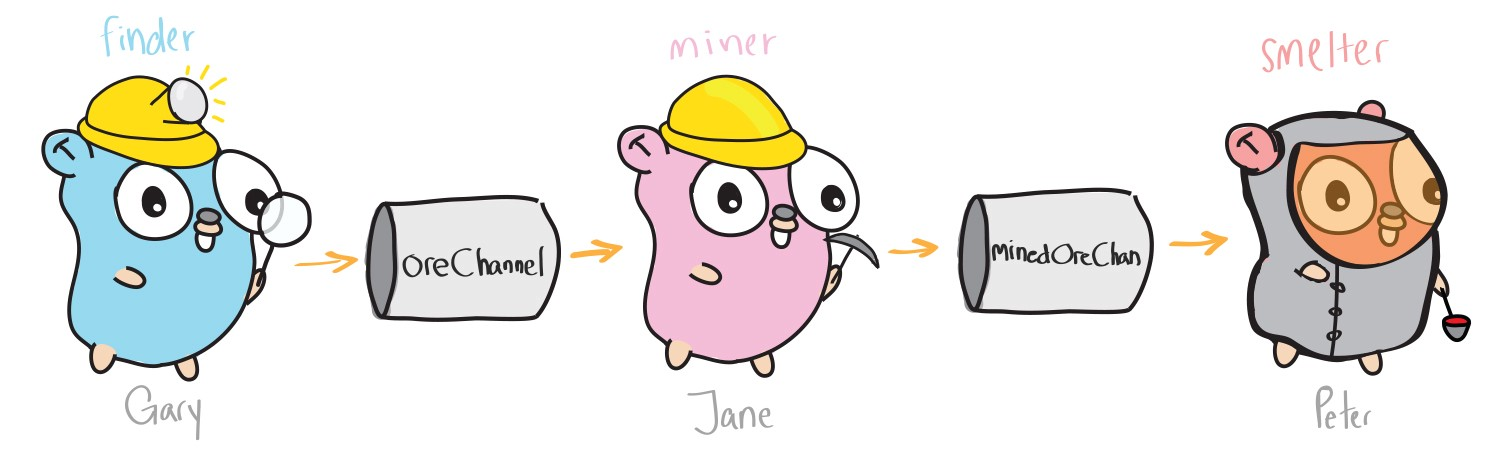 finder
miner
smelter
oreChannel
minedOreChan
Gary
Jane
Peter